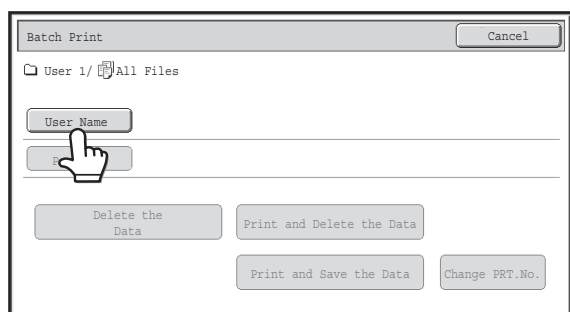 Batch Print
Cancel
User 1/ All Files
User Name
Delete the
Data
Print and Delete the Data
Print and Save the Data
Change PRT.No.